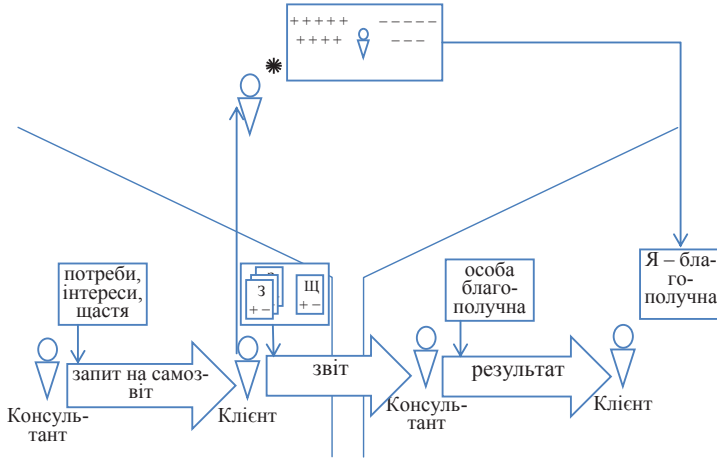 + + + + + – – – – –
+ + + + – – –
потреби,
інтереси,
щастя
З
+ –
Щ
+ –
особа
благо-
получна
Я – бла-
го-
получна
запит на самоз-
віт
звіт
результат
Консуль-
тант
Клієнт
Консуль-
тант
Клієнт